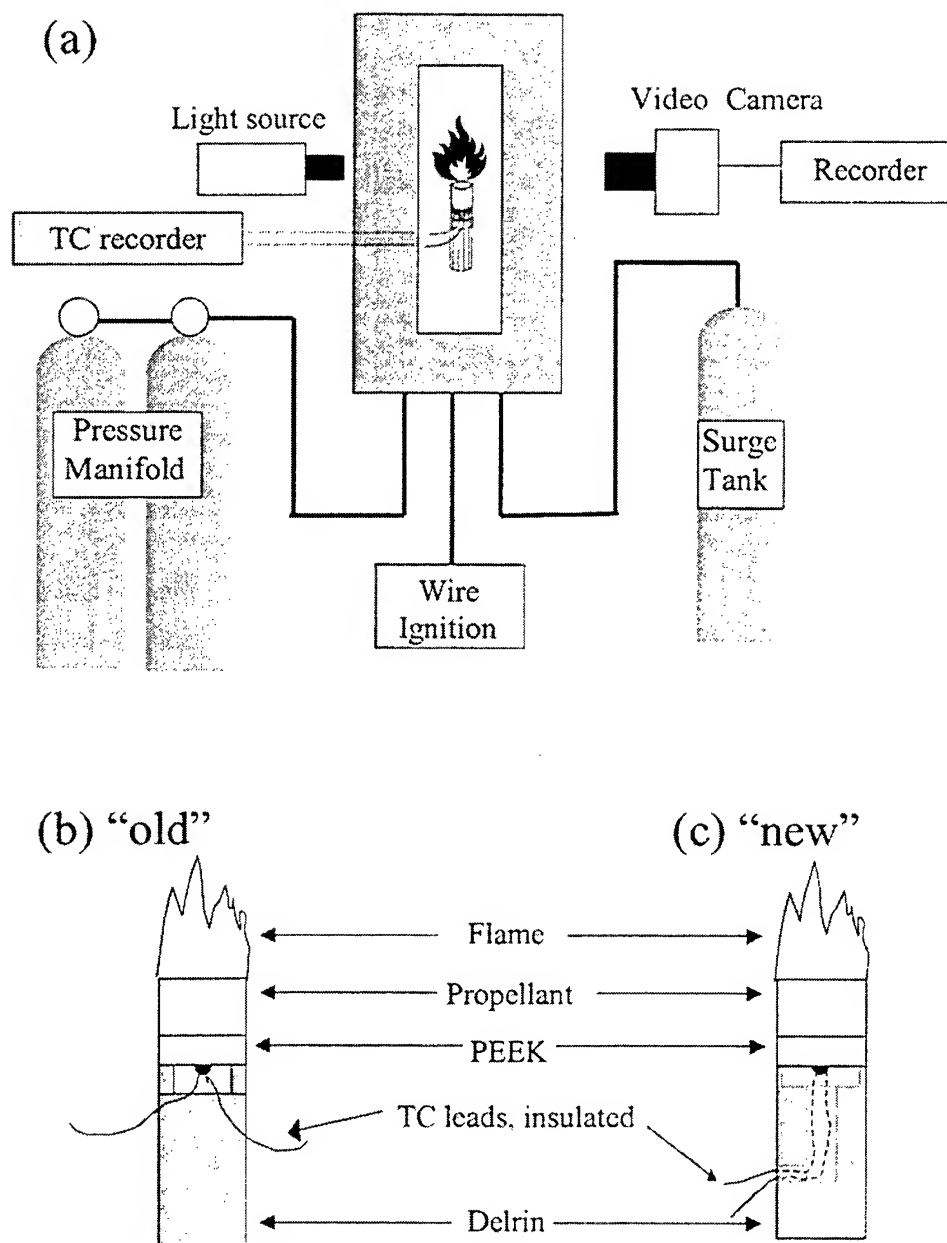 (a)
Light source
Video Camera
Recorder
TC recorder
Pressure
Manifold
Surge
Tank
Wire
Ignition
(b) “old”
(c) “new”
Flame
Propellant
PEEK
TC leads, insulated
Delrin